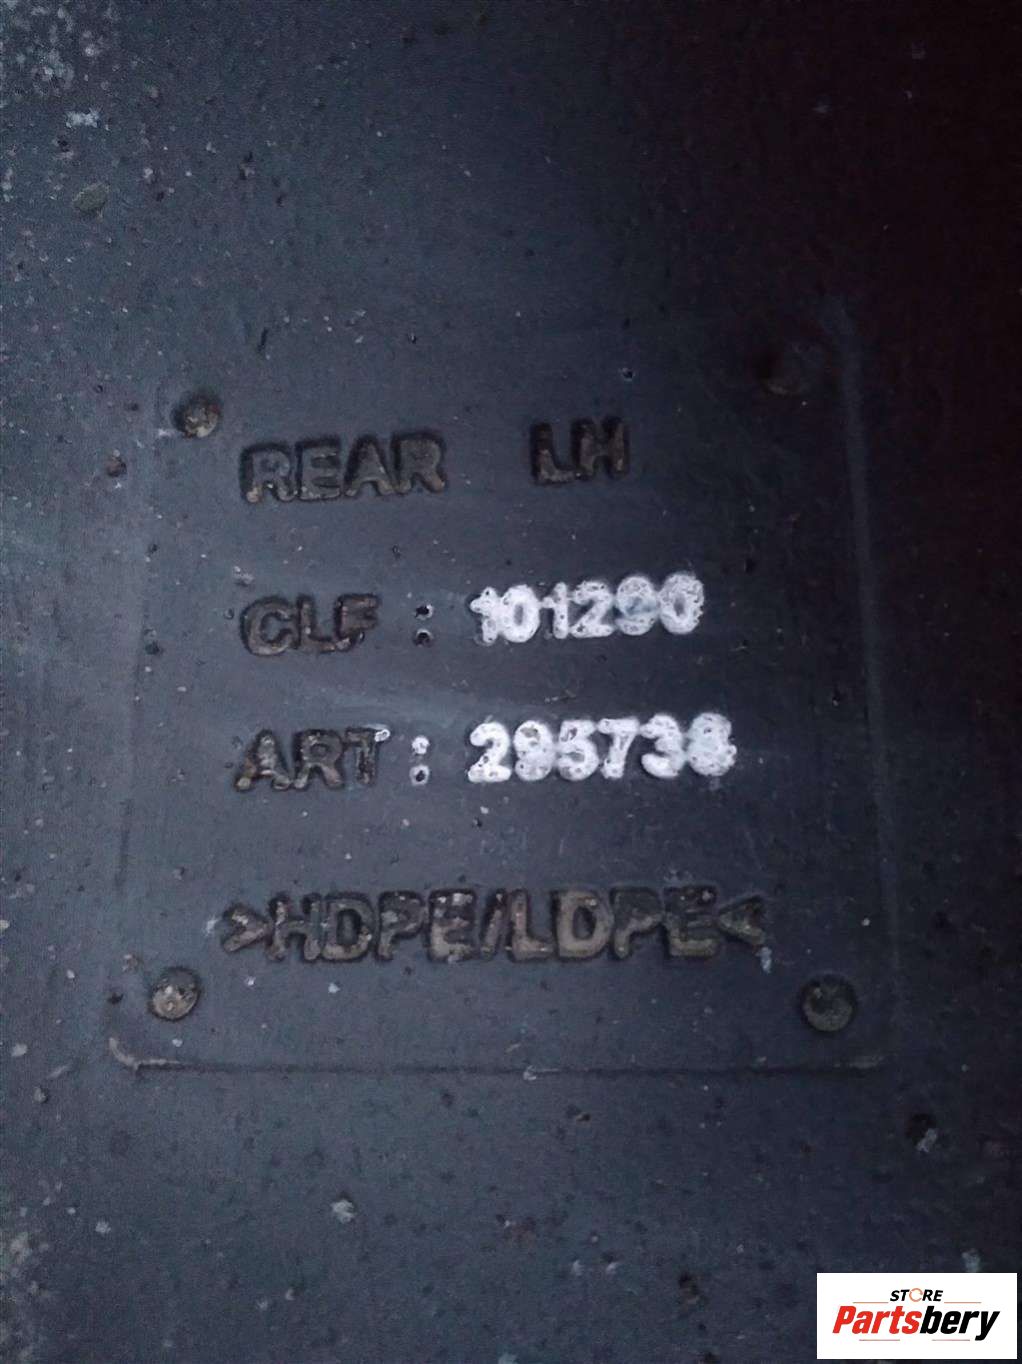 REAR LH
CLF : 101290
ART : 295738
>HDPE/LDPE<
STORE
Partsbery